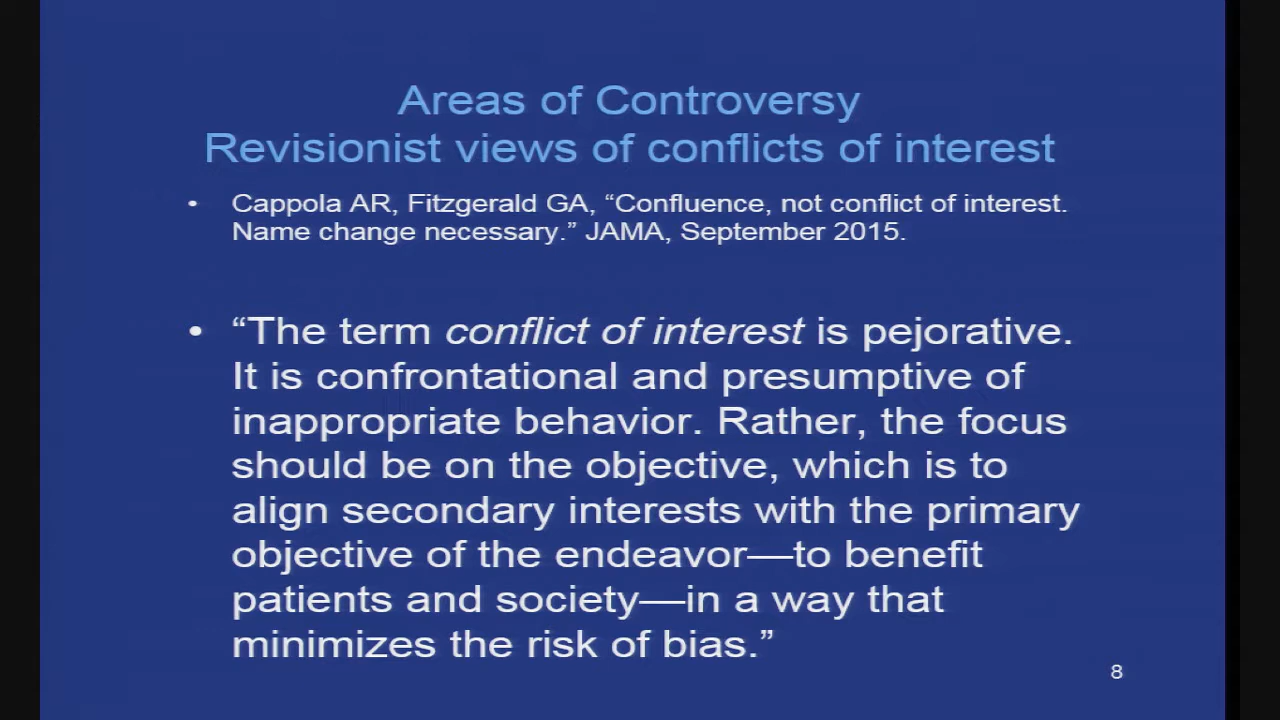 Areas of Controversy
Revisionist views of conflicts of interest
• Cappola AR, Fitzgerald GA, “Confluence, not conflict of interest.
Name change necessary.” JAMA, September 2015.
• “The term conflict of interest is pejorative.
It is confrontational and presumptive of
inappropriate behavior. Rather, the focus
should be on the objective, which is to
align secondary interests with the primary
objective of the endeavor—to benefit
patients and society—in a way that
minimizes the risk of bias.”
8